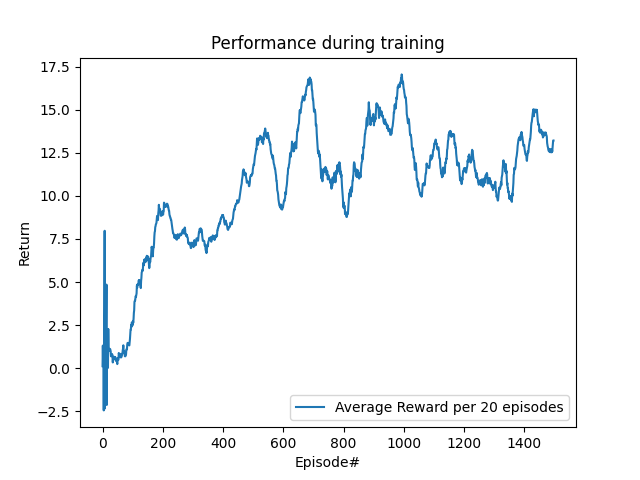 Performance during training
17.5
15.0
12.5
10.0
7.5
5.0
2.5
0.0
−2.5
Return
0 200 400 600 800 1000 1200 1400
Episode#
Average Reward per 20 episodes